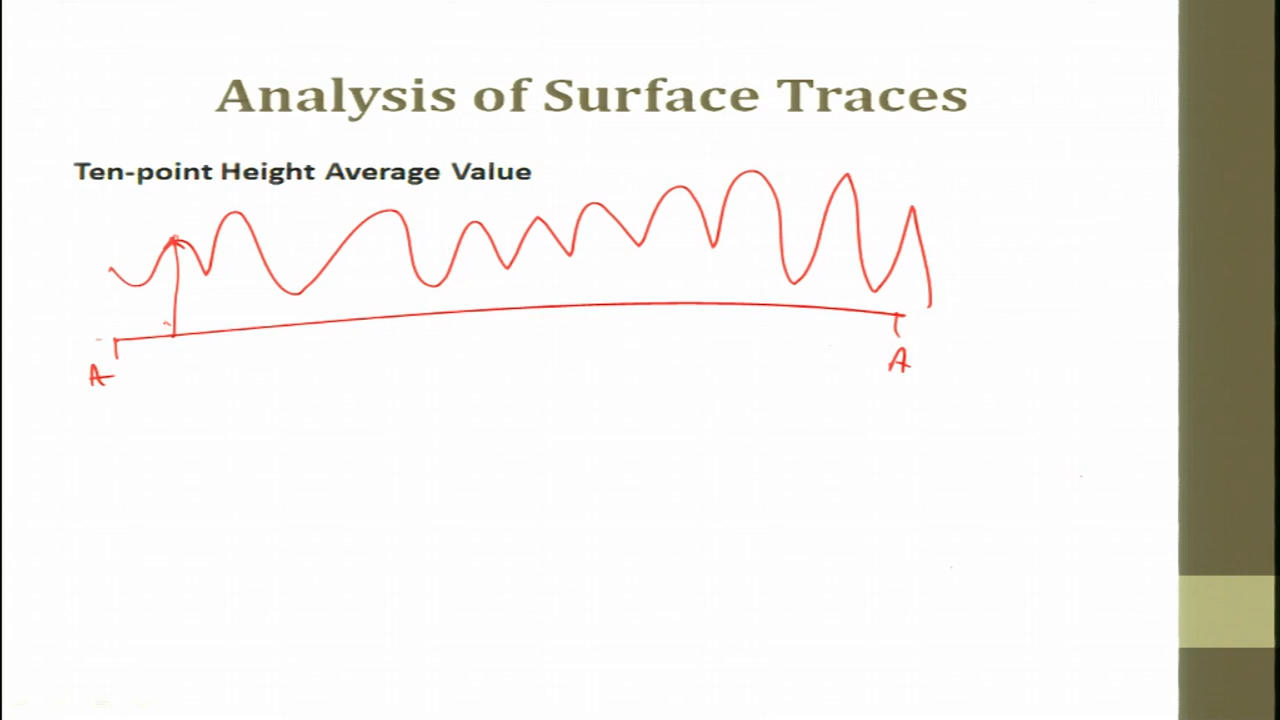 Analysis of Surface Traces
Ten-point Height Average Value
A A